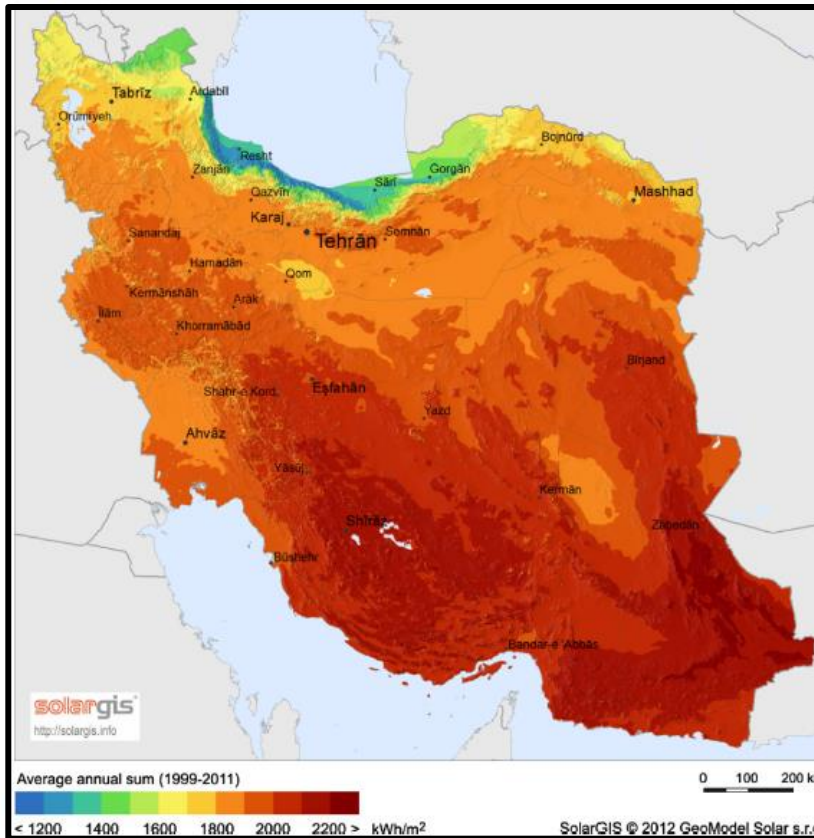 Tabrīz
Ardabīl
Orūmīyeh
Resht
Zanjān
Qazvīn
Sārī
Gorgān
Bojnūrd
Mashhad
Karaj
Tehrān
Semnān
Sanandaj
Hamadān
Qom
Kermānshāh
Arāk
Īlām
Khorramābād
Bīrjand
Shahr-e Kord
Eşfahān
Yazd
Ahvāz
Yāsūj
Kermān
Shīrāz
Zāhedān
Būshehr
Bandar-e 'Abbās
solargis
http://solargis.info
Average annual sum (1999-2011)
0 100 200 k
< 1200 1400 1600 1800 2000 2200 > kWh/m²
SolarGIS © 2012 GeoModel Solar s.r.o